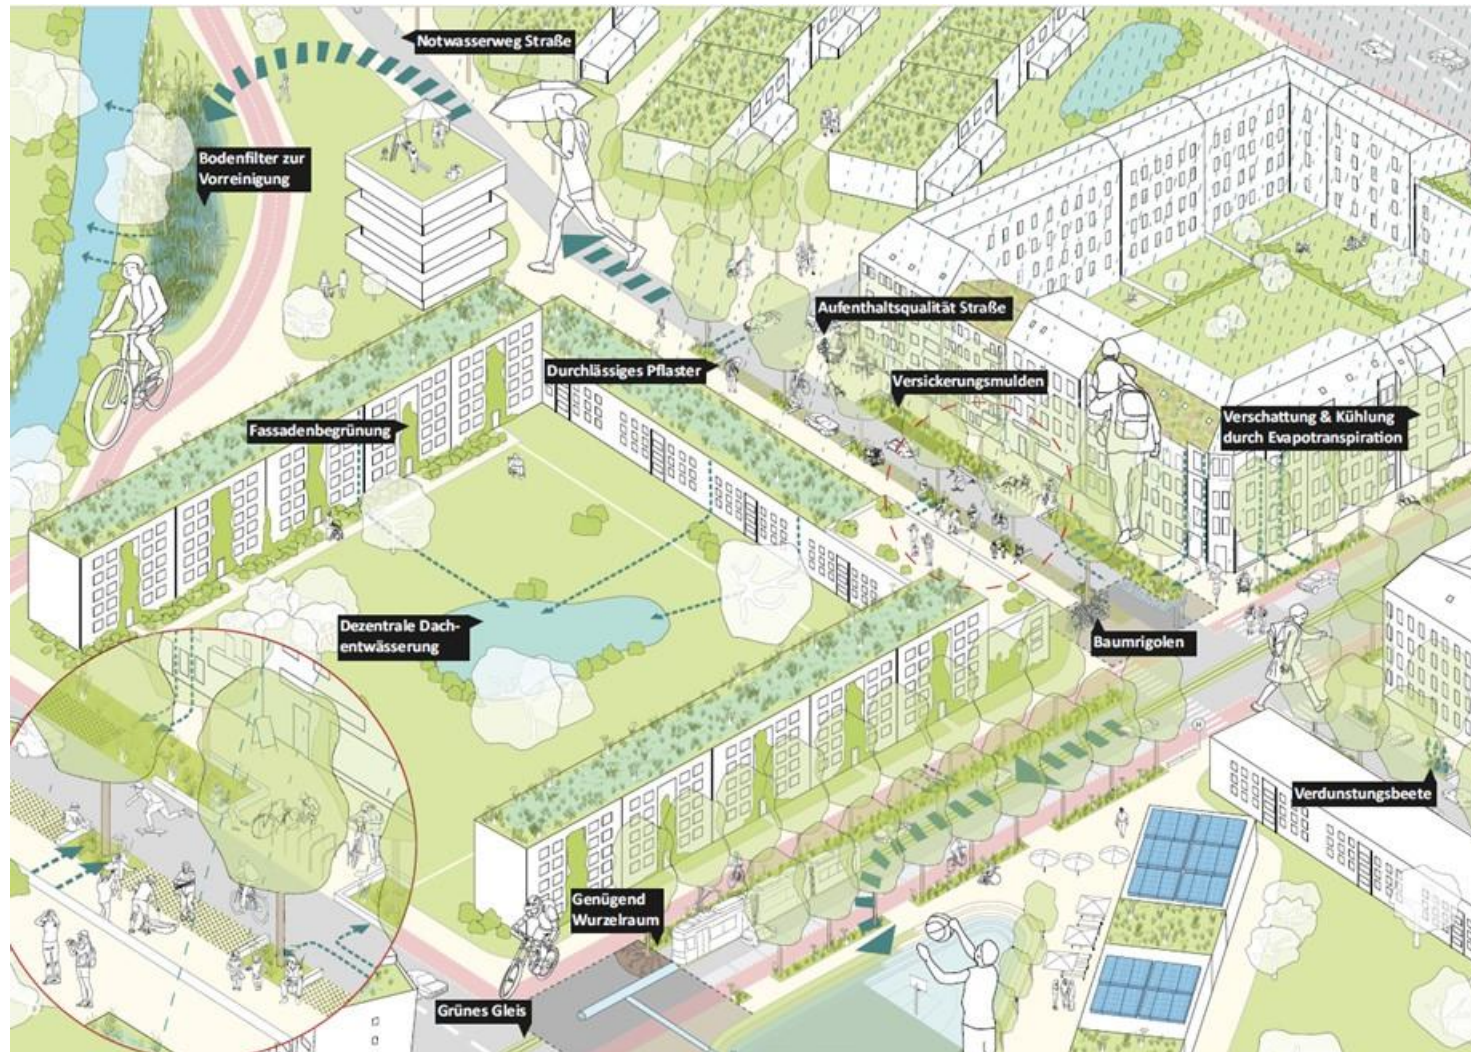 Notwasserweg Straße
Bodenfilter zur
Vorreinigung
Aufenthaltsqualität Straße
Durchlässiges Pflaster
Versickerungsmulden
Verschattung & Kühlung
durch Evapotranspiration
Fassadenbegrünung
Dezentrale Dach-
entwässerung
Baumrigolen
Verdunstungsbeete
Genügend
Wurzelraum
Grünes Gleis